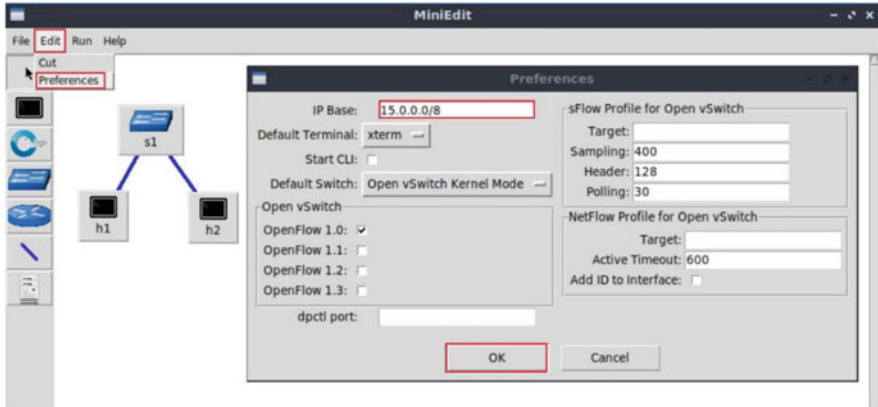 MiniEdit
File Edit Run Help
Cut
Preferences
s1
h1
h2
Preferences
IP Base: 15.0.0.0/8
Default Terminal: xterm
Start CLI:
Default Switch: Open vSwitch Kernel Mode
Open vSwitch
OpenFlow 1.0:
OpenFlow 1.1:
OpenFlow 1.2:
OpenFlow 1.3:
dpctl port:
sFlow Profile for Open vSwitch
Target:
Sampling: 400
Header: 128
Polling: 30
NetFlow Profile for Open vSwitch
Target:
Active Timeout: 600
Add ID to Interface:
OK
Cancel